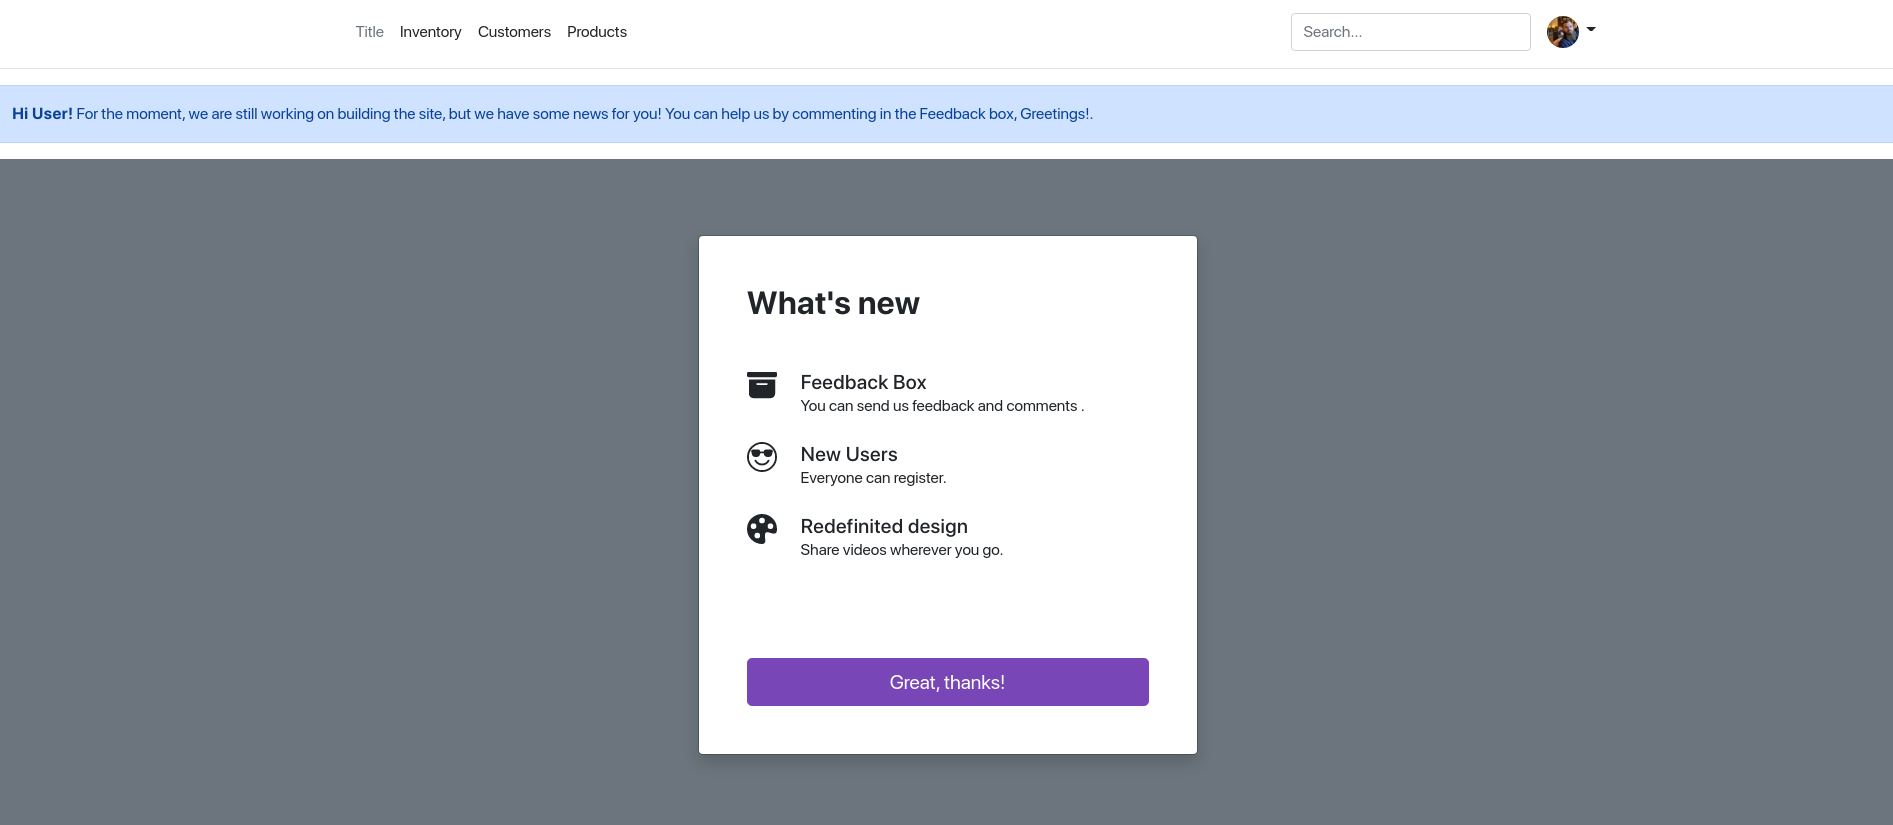 Title Inventory Customers Products Search...
Hi User! For the moment, we are still working on building the site, but we have some news for you! You can help us by commenting in the Feedback box, Greetings!.
What's new
Feedback Box
You can send us feedback and comments .
New Users
Everyone can register.
Redefinited design
Share videos wherever you go.
Great, thanks!